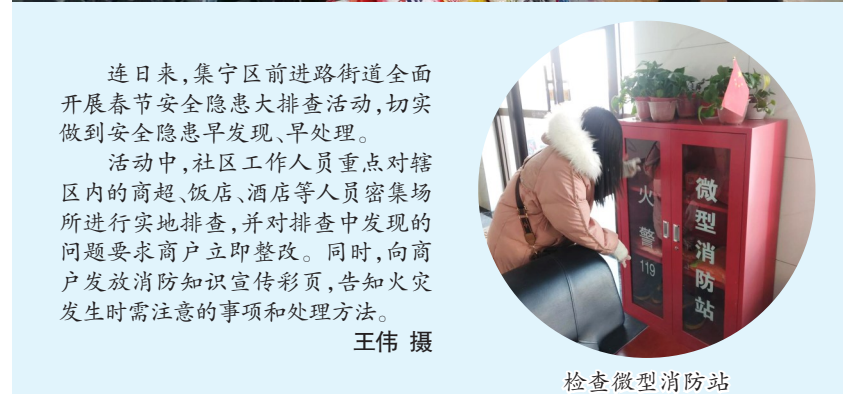 连日来,集宁区前进路街道全面
开展春节安全隐患大排查活动,切实
做到安全隐患早发现、早处理。
活动中,社区工作人员重点对辖
区内的商超、饭店、酒店等人员密集场
所进行实地排查,并对排查中发现的
问题要求商户立即整改。同时,向商
户发放消防知识宣传彩页,告知火灾
发生时需注意的事项和处理方法。
王伟 摄
火警
119
微型消防站
检查微型消防站